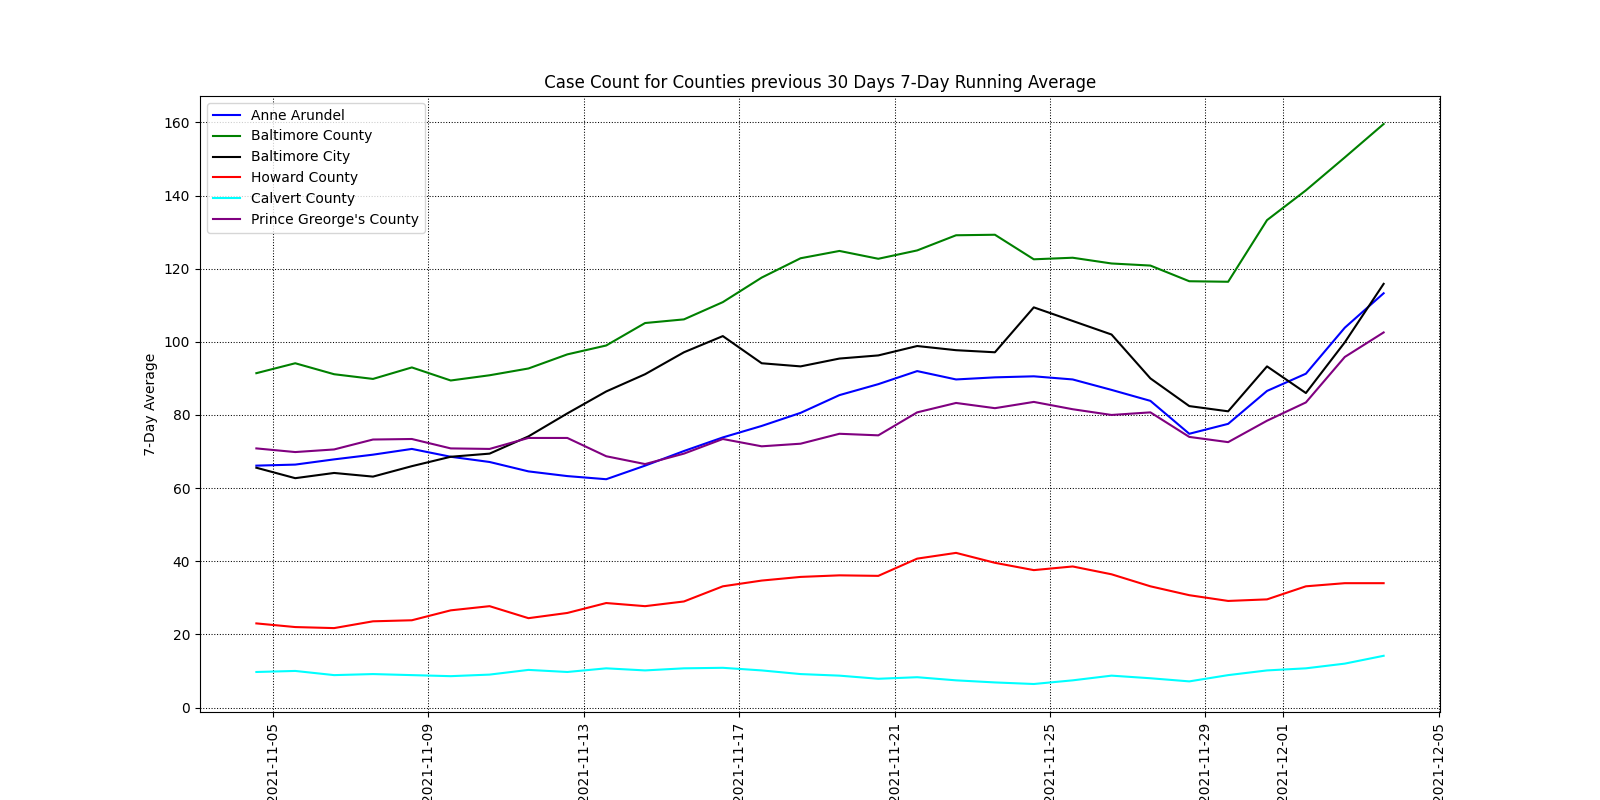 Case Count for Counties previous 30 Days 7-Day Running Average
Anne Arundel
Baltimore County
Baltimore City
Howard County
Calvert County
Prince Greorge's County
7-Day Average
160
140
120
100
80
60
40
20
0
2021-11-05
2021-11-09
2021-11-13
2021-11-17
2021-11-21
2021-11-25
2021-11-29
2021-12-01
2021-12-05